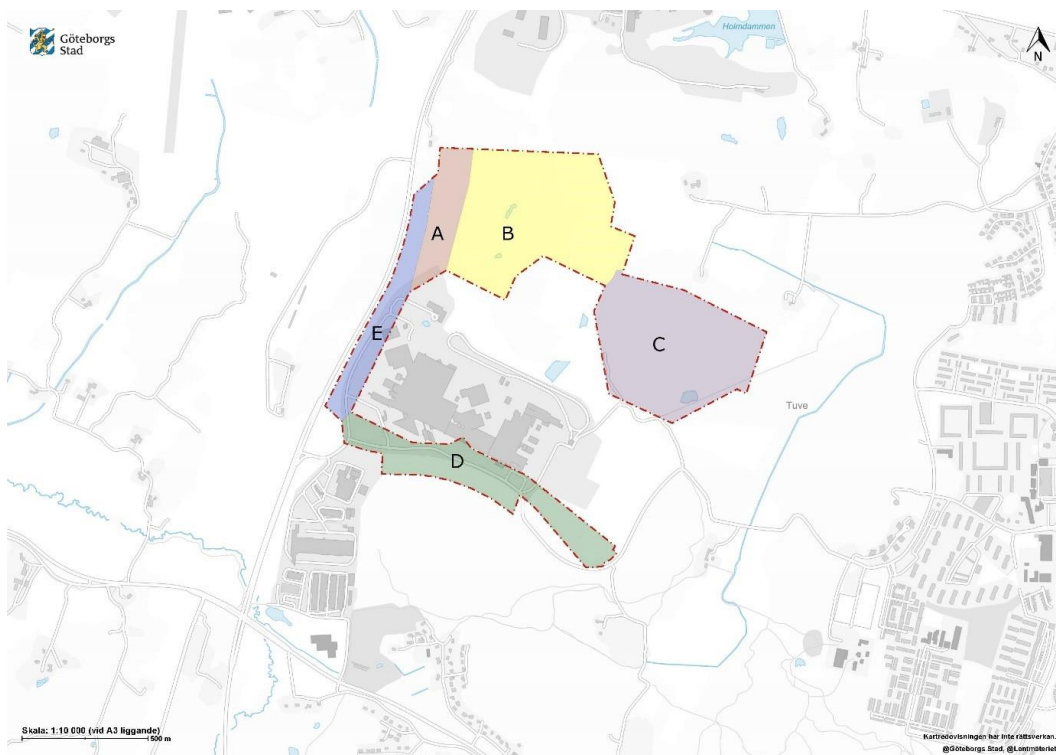 Göteborgs
Stad
Holmdammen
N
A
B
E
C
Tuve
D
Skala: 1:10 000 (vid A3 liggande)
500 m
Kartredovisningen har inte rättsverkan.
@Göteborgs Stad, @Lantmäteriet